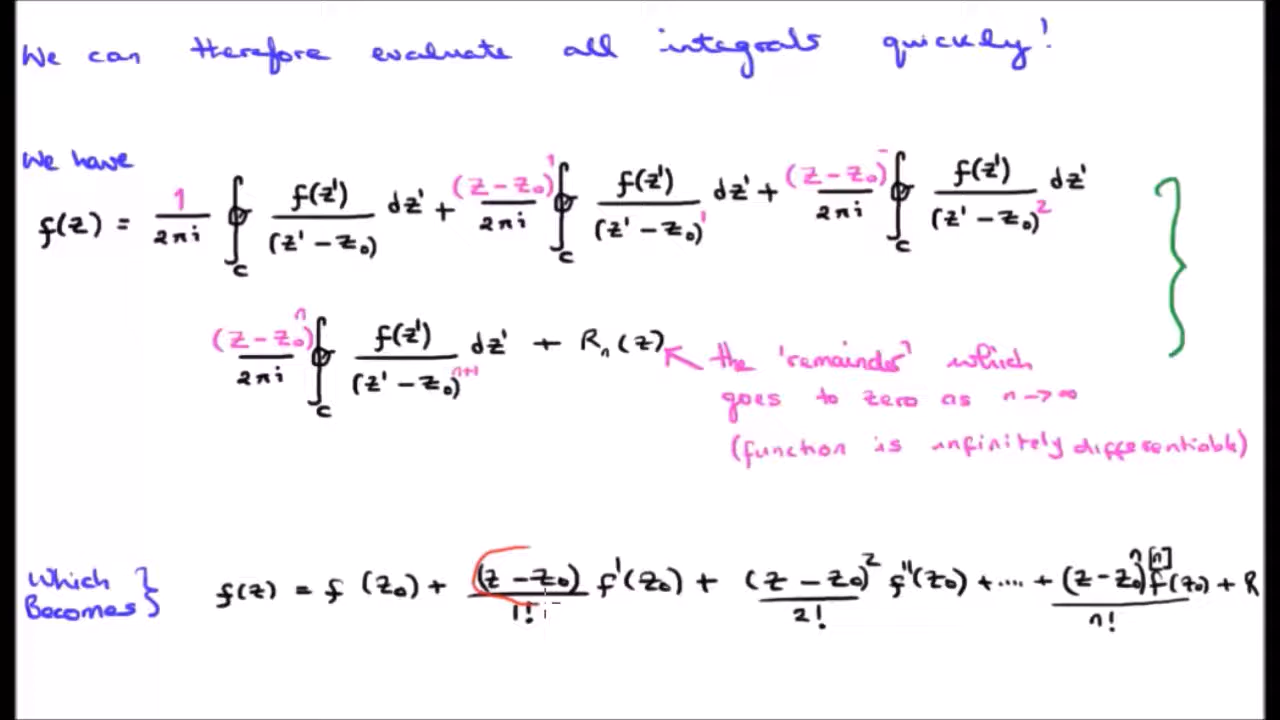 We can therefore evaluate all integrals quickly!
We have
f(z) = 1/(2πi) ∮_C f(z')/(z' - z₀) dz' + (z - z₀)¹/(2πi) ∮_C f(z')/(z' - z₀)¹ dz' + (z - z₀)⁻/(2πi) ∮_C f(z')/(z' - z₀)² dz'
(z - z₀)ⁿ/(2πi) ∮_C f(z')/(z' - z₀)ⁿ⁺¹ dz' + Rₙ(z)
the 'remainder' which
goes to zero as n → ∞
(function is infinitely differentiable)
Which
Becomes } f(z) = f(z₀) + (z - z₀)/1! f'(z₀) + (z - z₀)²/2! f''(z₀) + .... + (z - z₀)ⁿ f^[n](z₀)/n! + R